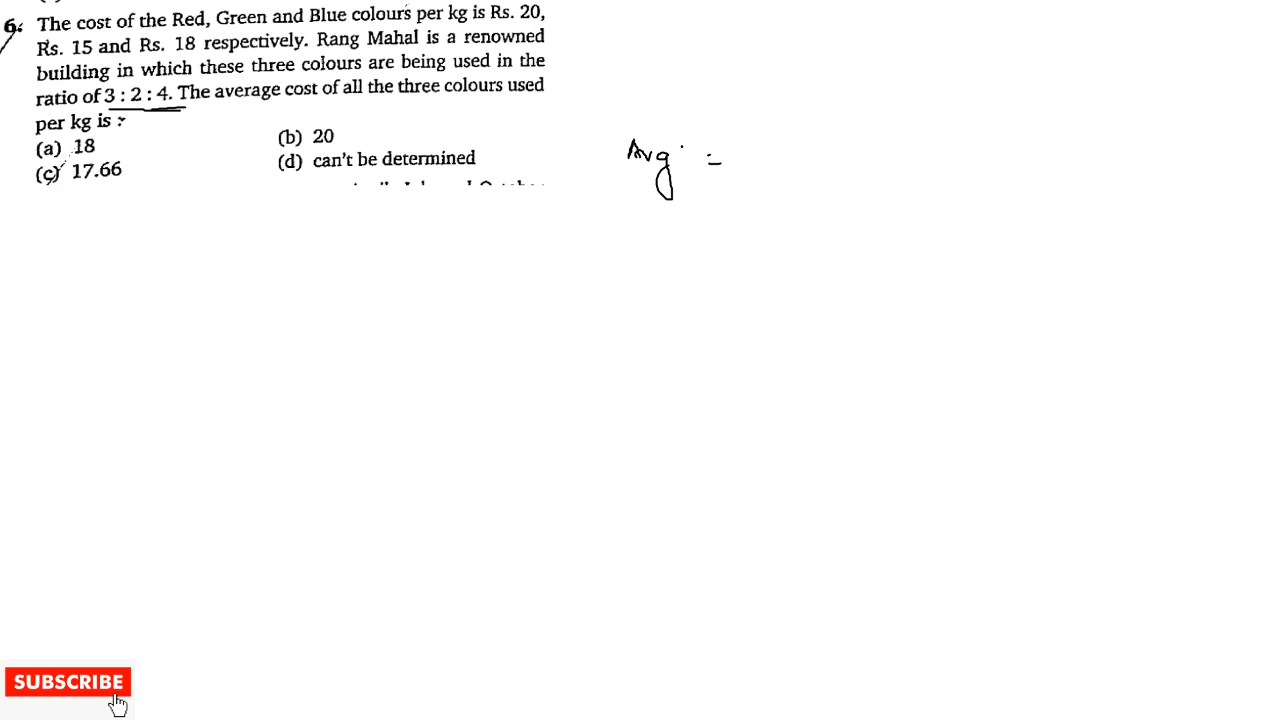 6. The cost of the Red, Green and Blue colours per kg is Rs. 20,
Rs. 15 and Rs. 18 respectively. Rang Mahal is a renowned
building in which these three colours are being used in the
ratio of 3 : 2 : 4. The average cost of all the three colours used
per kg is :
(a) 18
(b) 20
(c) 17.66
(d) can't be determined
Avg. =
SUBSCRIBE